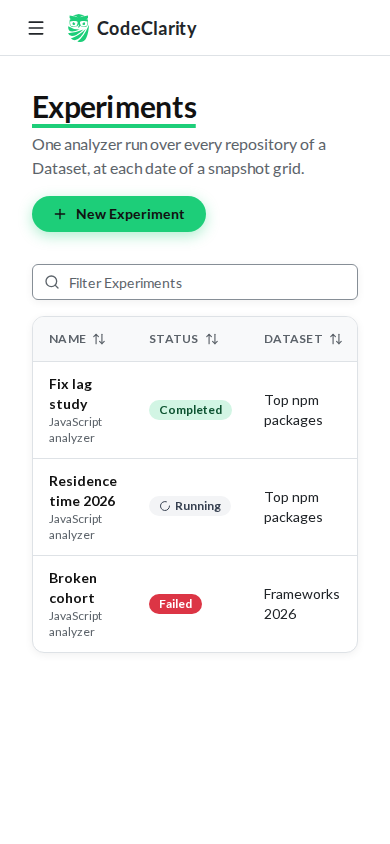 CodeClarity
Experiments
One analyzer run over every repository of a
Dataset, at each date of a snapshot grid.
New Experiment
Filter Experiments
NAME STATUS DATASET
Fix lag
study
JavaScript
analyzer
Completed
Top npm
packages
Residence
time 2026
JavaScript
analyzer
Running
Top npm
packages
Broken
cohort
JavaScript
analyzer
Failed
Frameworks
2026